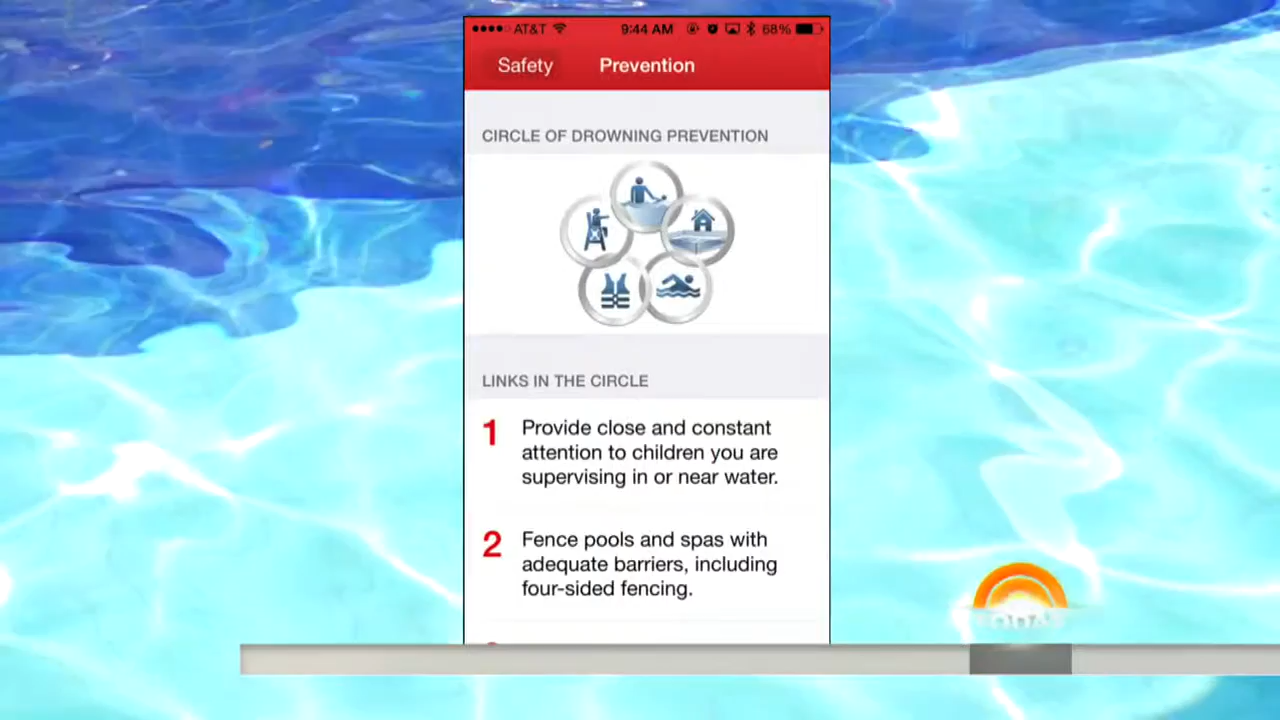 AT&T 9:44 AM 68%
Safety Prevention
CIRCLE OF DROWNING PREVENTION
LINKS IN THE CIRCLE
1 Provide close and constant
attention to children you are
supervising in or near water.
2 Fence pools and spas with
adequate barriers, including
four-sided fencing.
TODAY